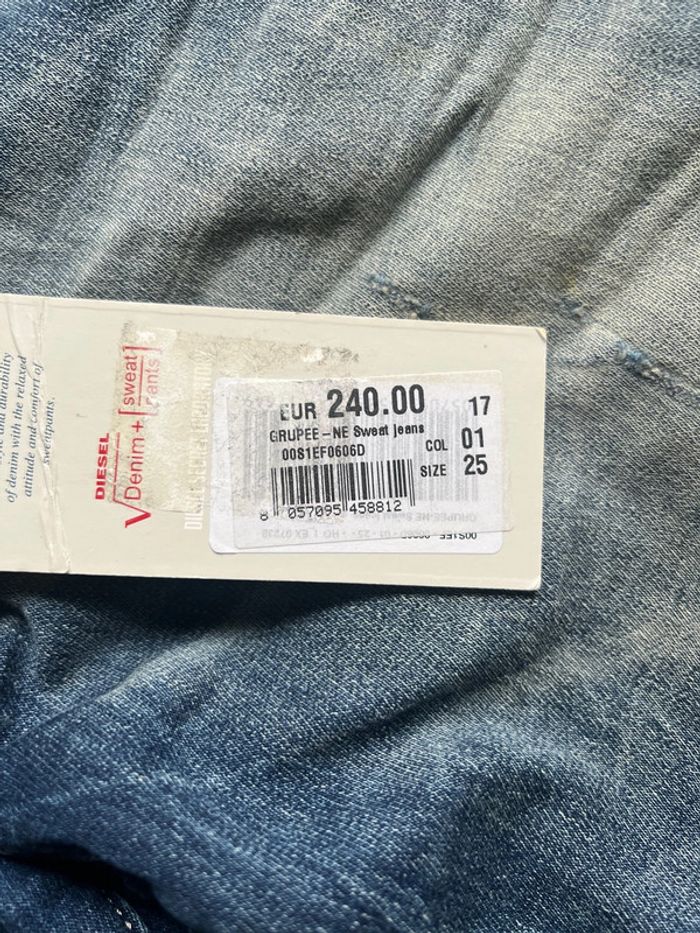 of denim with the relaxed
attitude and comfort of
sweatpants.
DIESEL
Denim + [sweat pants]
EUR 240.00
GRUPEE – NE Sweat jeans
00S1EF0606D
8 057095 458812
17
COL 01
SIZE 25